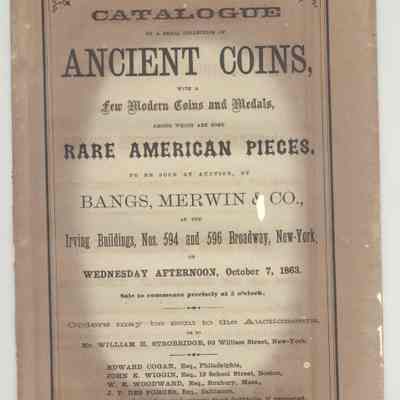 CATALOGUE
OF A SMALL COLLECTION OF
ANCIENT COINS,
WITH A
Few Modern Coins and Medals,
AMONG WHICH ARE SOME
RARE AMERICAN PIECES,
TO BE SOLD AT AUCTION, BY
BANGS, MERWIN & CO.,
AT THE
Irving Buildings, Nos. 594 and 596 Broadway, New-York,
ON
WEDNESDAY AFTERNOON, October 7, 1863.
Sale to commence precisely at 3 o'clock.
Orders may be sent to the Auctioneers,
OR TO
Mr. WILLIAM H. STROBRIDGE, 93 William Street, New-York.
EDWARD COGAN, Esq., Philadelphia,
JOHN K. WIGGIN, Esq., 13 School Street, Boston,
W. E. WOODWARD, Esq., Roxbury, Mass.,
J. T. DES FORGES, Esq., Baltimore.